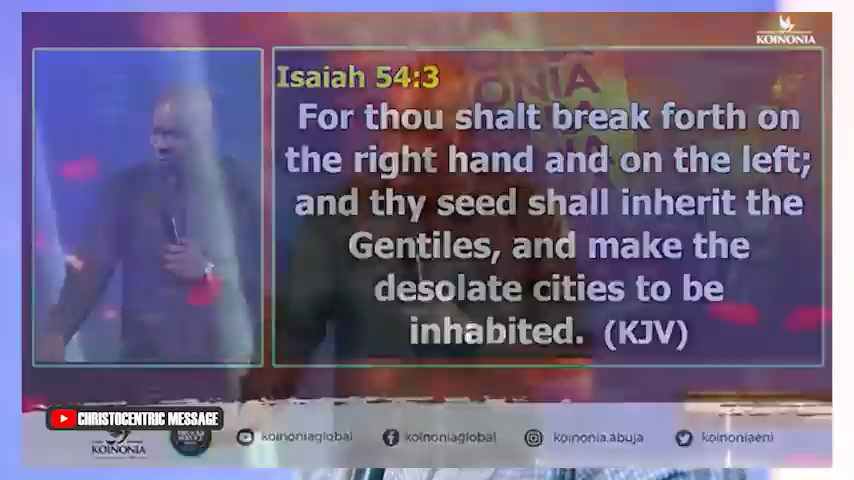 KOINONIA
Isaiah 54:3
For thou shalt break forth on
the right hand and on the left;
and thy seed shall inherit the
Gentiles, and make the
desolate cities to be
inhabited. (KJV)
CHRISTOCENTRIC MESSAGE
KOINONIA
koinoniaglobal
koinoniaglobal
koinonia.abuja
koinoniaeni